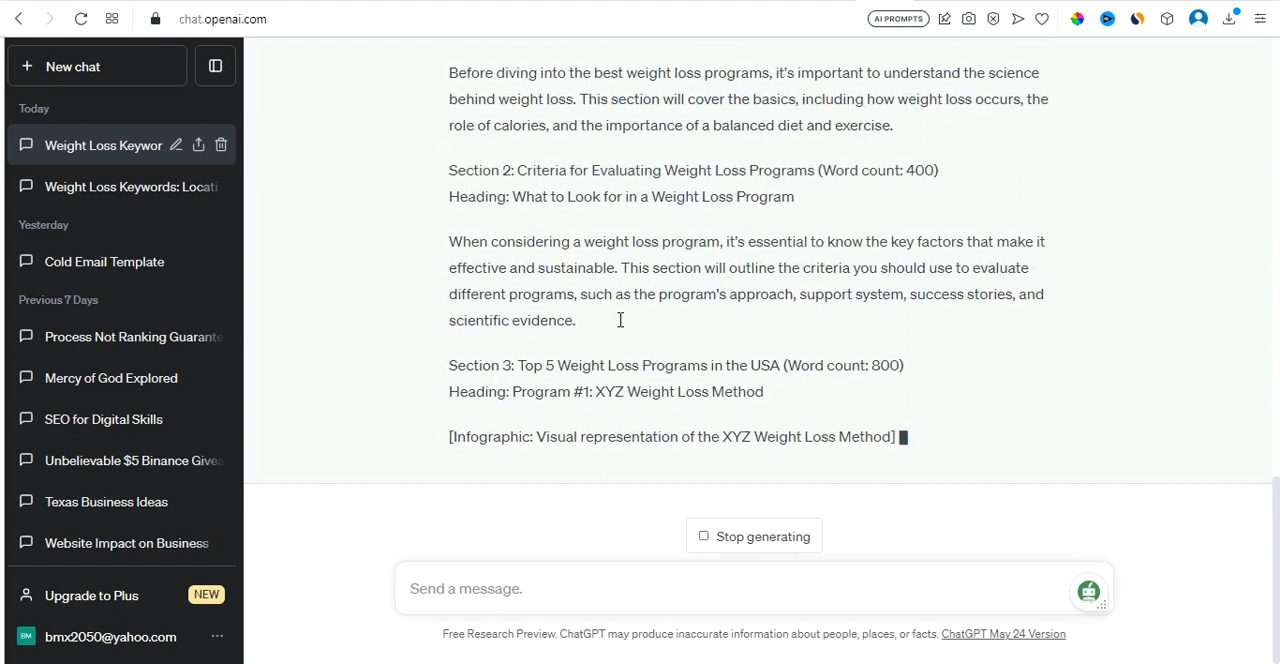 chat.openai.com
AI PROMPTS
New chat
Today
Weight Loss Keywor
Weight Loss Keywords: Locati
Yesterday
Cold Email Template
Previous 7 Days
Process Not Ranking Guarante
Mercy of God Explored
SEO for Digital Skills
Unbelievable $5 Binance Givea
Texas Business Ideas
Website Impact on Business
Upgrade to Plus
NEW
BM
bmx2050@yahoo.com
Before diving into the best weight loss programs, it's important to understand the science
behind weight loss. This section will cover the basics, including how weight loss occurs, the
role of calories, and the importance of a balanced diet and exercise.
Section 2: Criteria for Evaluating Weight Loss Programs (Word count: 400)
Heading: What to Look for in a Weight Loss Program
When considering a weight loss program, it's essential to know the key factors that make it
effective and sustainable. This section will outline the criteria you should use to evaluate
different programs, such as the program's approach, support system, success stories, and
scientific evidence.
Section 3: Top 5 Weight Loss Programs in the USA (Word count: 800)
Heading: Program #1: XYZ Weight Loss Method
[Infographic: Visual representation of the XYZ Weight Loss Method]
Stop generating
Send a message.
Free Research Preview. ChatGPT may produce inaccurate information about people, places, or facts. ChatGPT May 24 Version